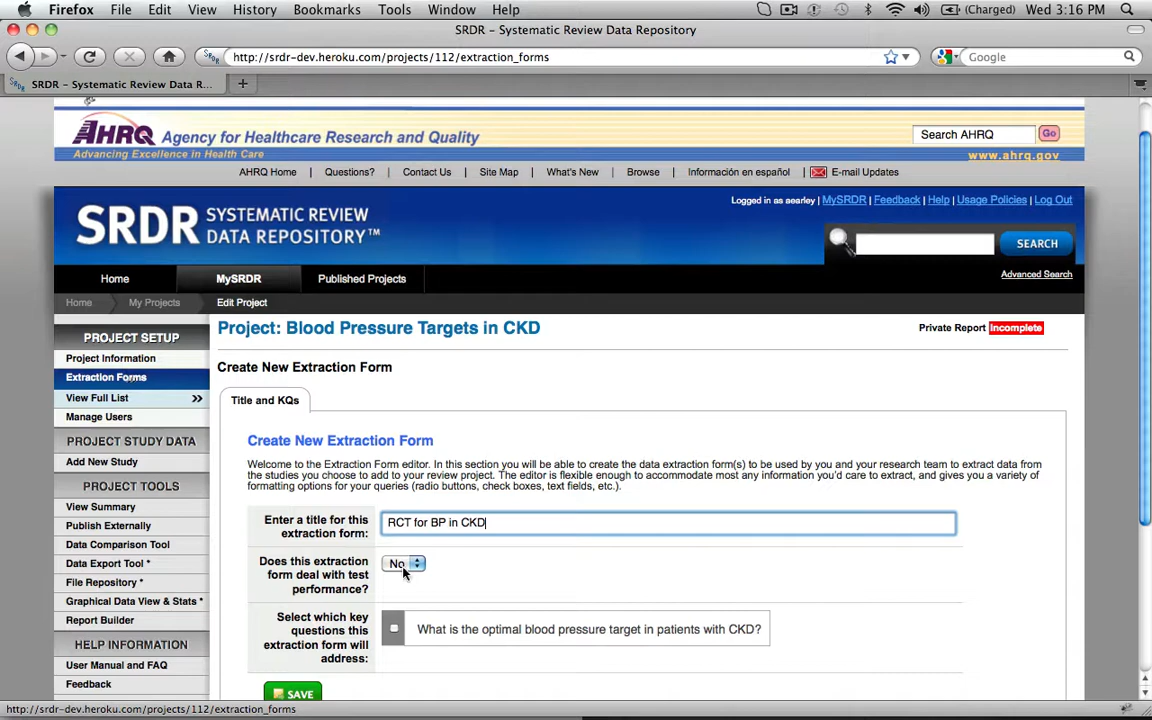 Firefox File Edit View History Bookmarks Tools Window Help (Charged) Wed 3:16 PM
SRDR – Systematic Review Data Repository
http://srdr-dev.heroku.com/projects/112/extraction_forms Google
SRDR – Systematic Review Data R...
AHRQ Agency for Healthcare Research and Quality
Advancing Excellence in Health Care
Search AHRQ Go
www.ahrq.gov
AHRQ Home | Questions? | Contact Us | Site Map | What's New | Browse | Información en español | E-mail Updates
Logged in as aearley | MySRDR | Feedback | Help | Usage Policies | Log Out
SRDR SYSTEMATIC REVIEW
DATA REPOSITORY™
SEARCH
Advanced Search
Home MySRDR Published Projects
Home My Projects Edit Project
PROJECT SETUP
Project Information
Extraction Forms
View Full List >>
Manage Users
PROJECT STUDY DATA
Add New Study
PROJECT TOOLS
View Summary
Publish Externally
Data Comparison Tool
Data Export Tool *
File Repository *
Graphical Data View & Stats *
Report Builder
HELP INFORMATION
User Manual and FAQ
Feedback
Project: Blood Pressure Targets in CKD
Private Report Incomplete
Create New Extraction Form
Title and KQs
Create New Extraction Form
Welcome to the Extraction Form editor. In this section you will be able to create the data extraction form(s) to be used by you and your research team to extract data from
the studies you choose to add to your review project. The editor is flexible enough to accommodate most any information you'd care to extract, and gives you a variety of
formatting options for your queries (radio buttons, check boxes, text fields, etc.).
Enter a title for this
extraction form:
RCT for BP in CKD
Does this extraction
form deal with test
performance?
No
Select which key
questions this
extraction form will
address:
What is the optimal blood pressure target in patients with CKD?
SAVE
http://srdr-dev.heroku.com/projects/112/extraction_forms